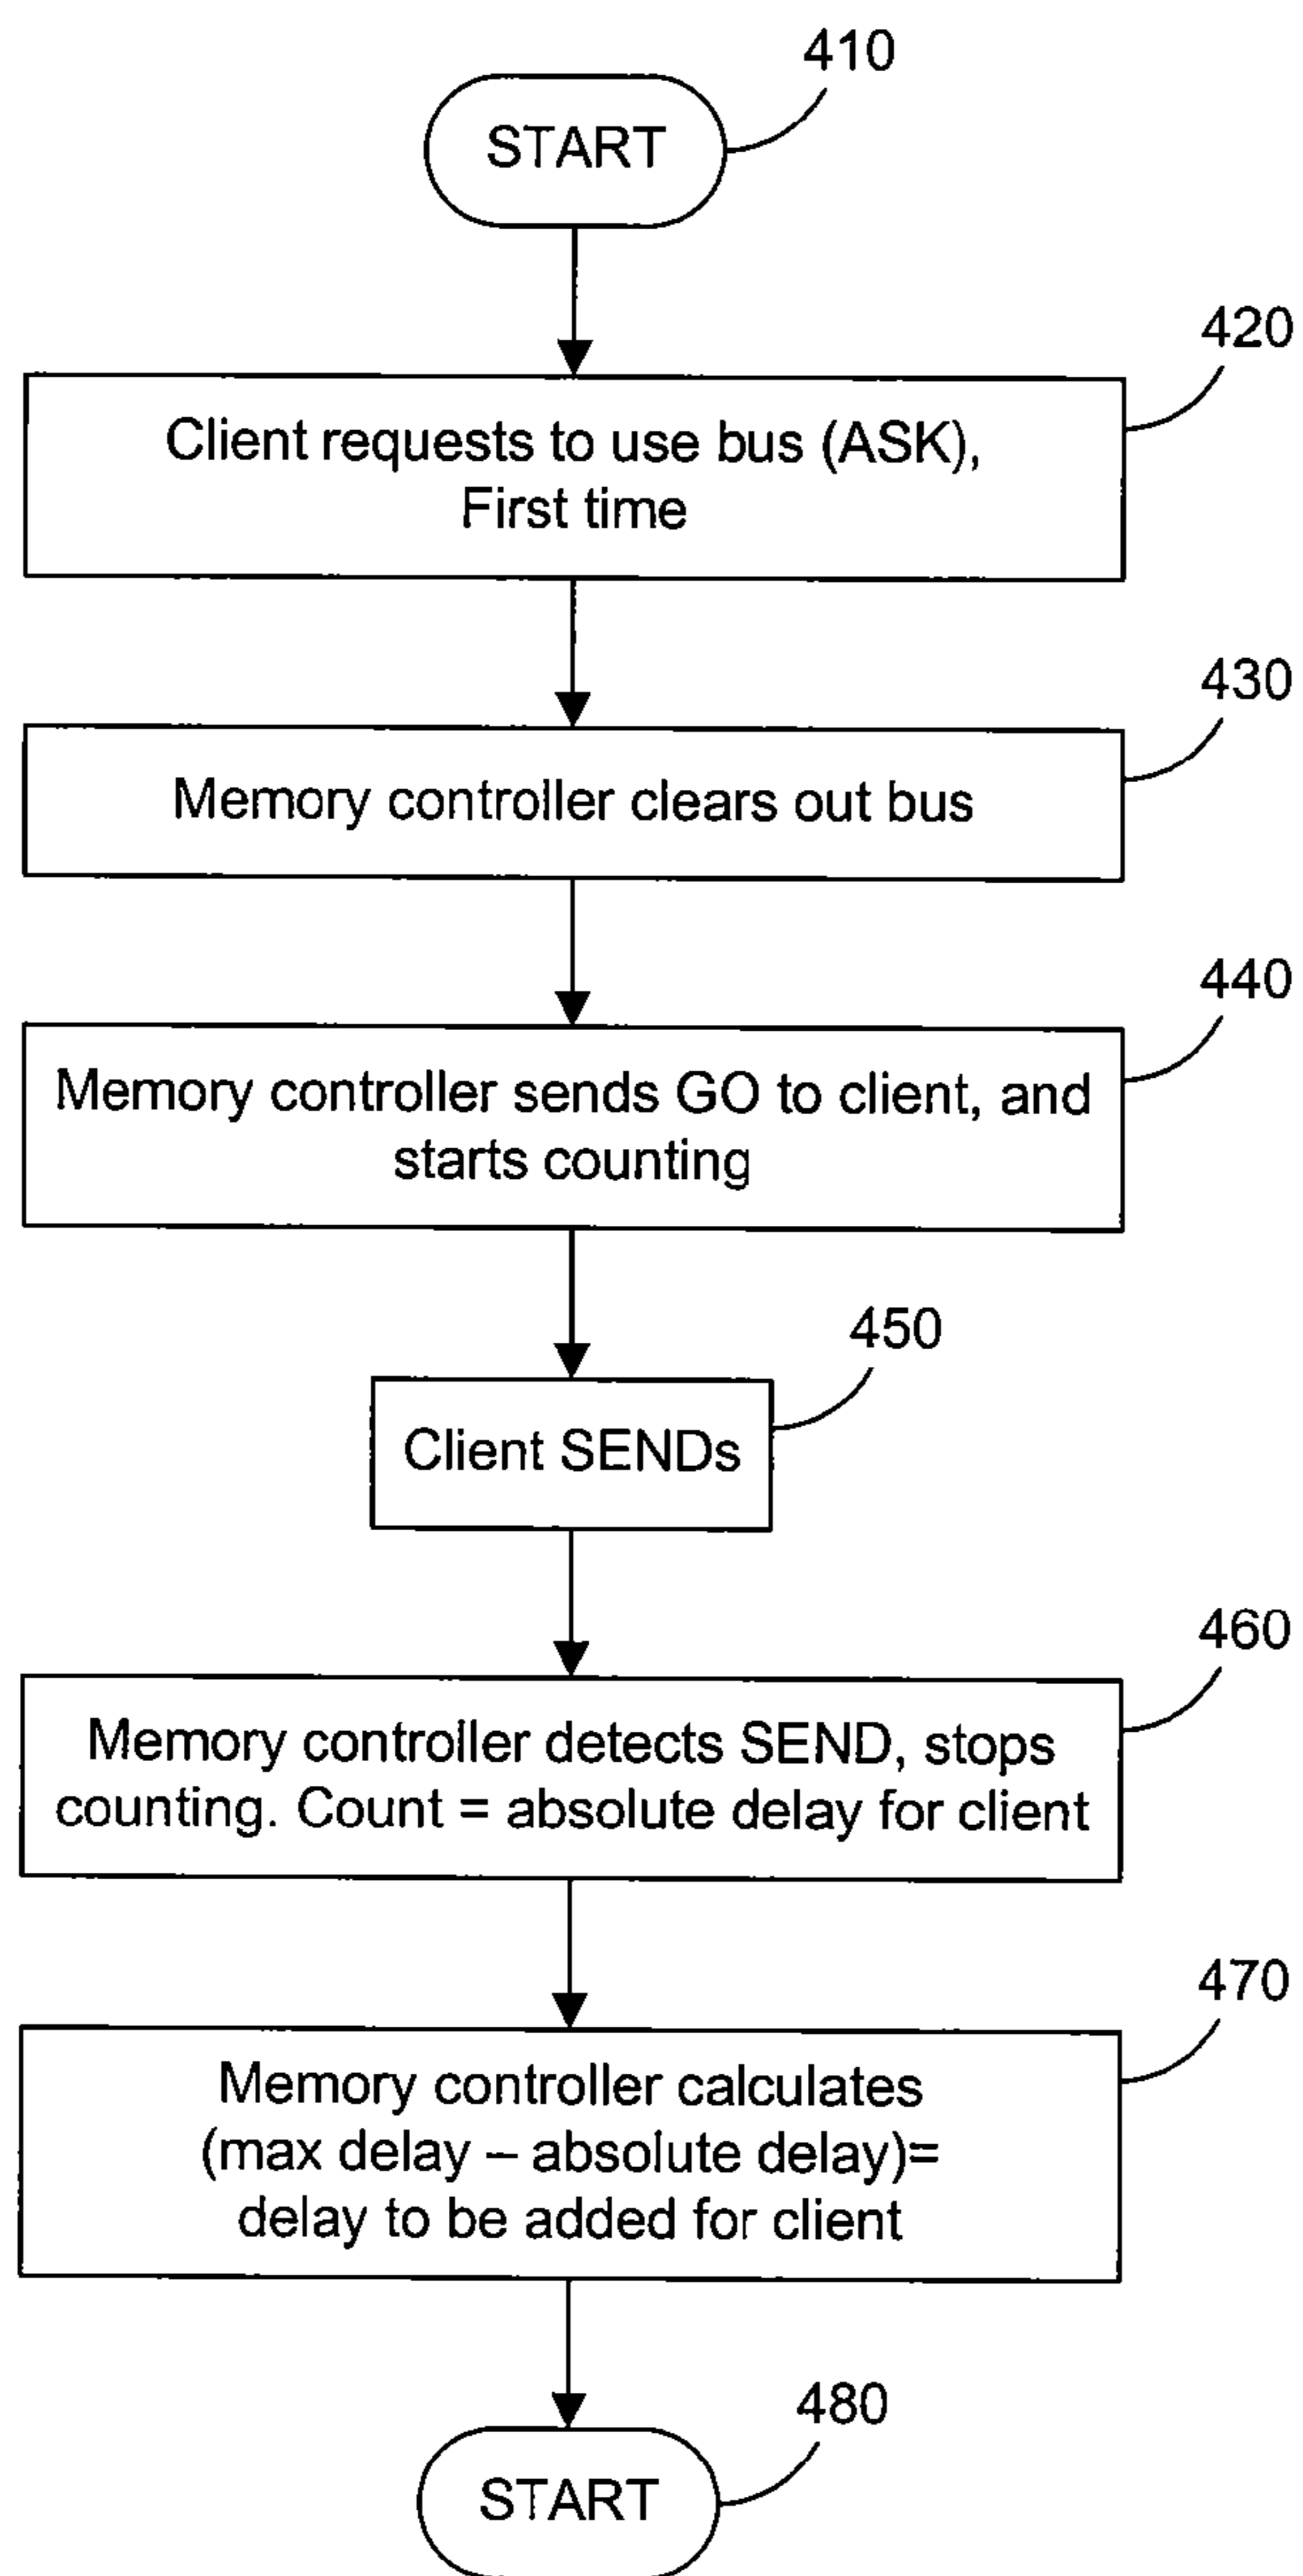 410
START
420
Client requests to use bus (ASK),
First time
430
Memory controller clears out bus
440
Memory controller sends GO to client, and
starts counting
450
Client SENDs
460
Memory controller detects SEND, stops
counting. Count = absolute delay for client
470
Memory controller calculates
(max delay – absolute delay)=
delay to be added for client
480
START